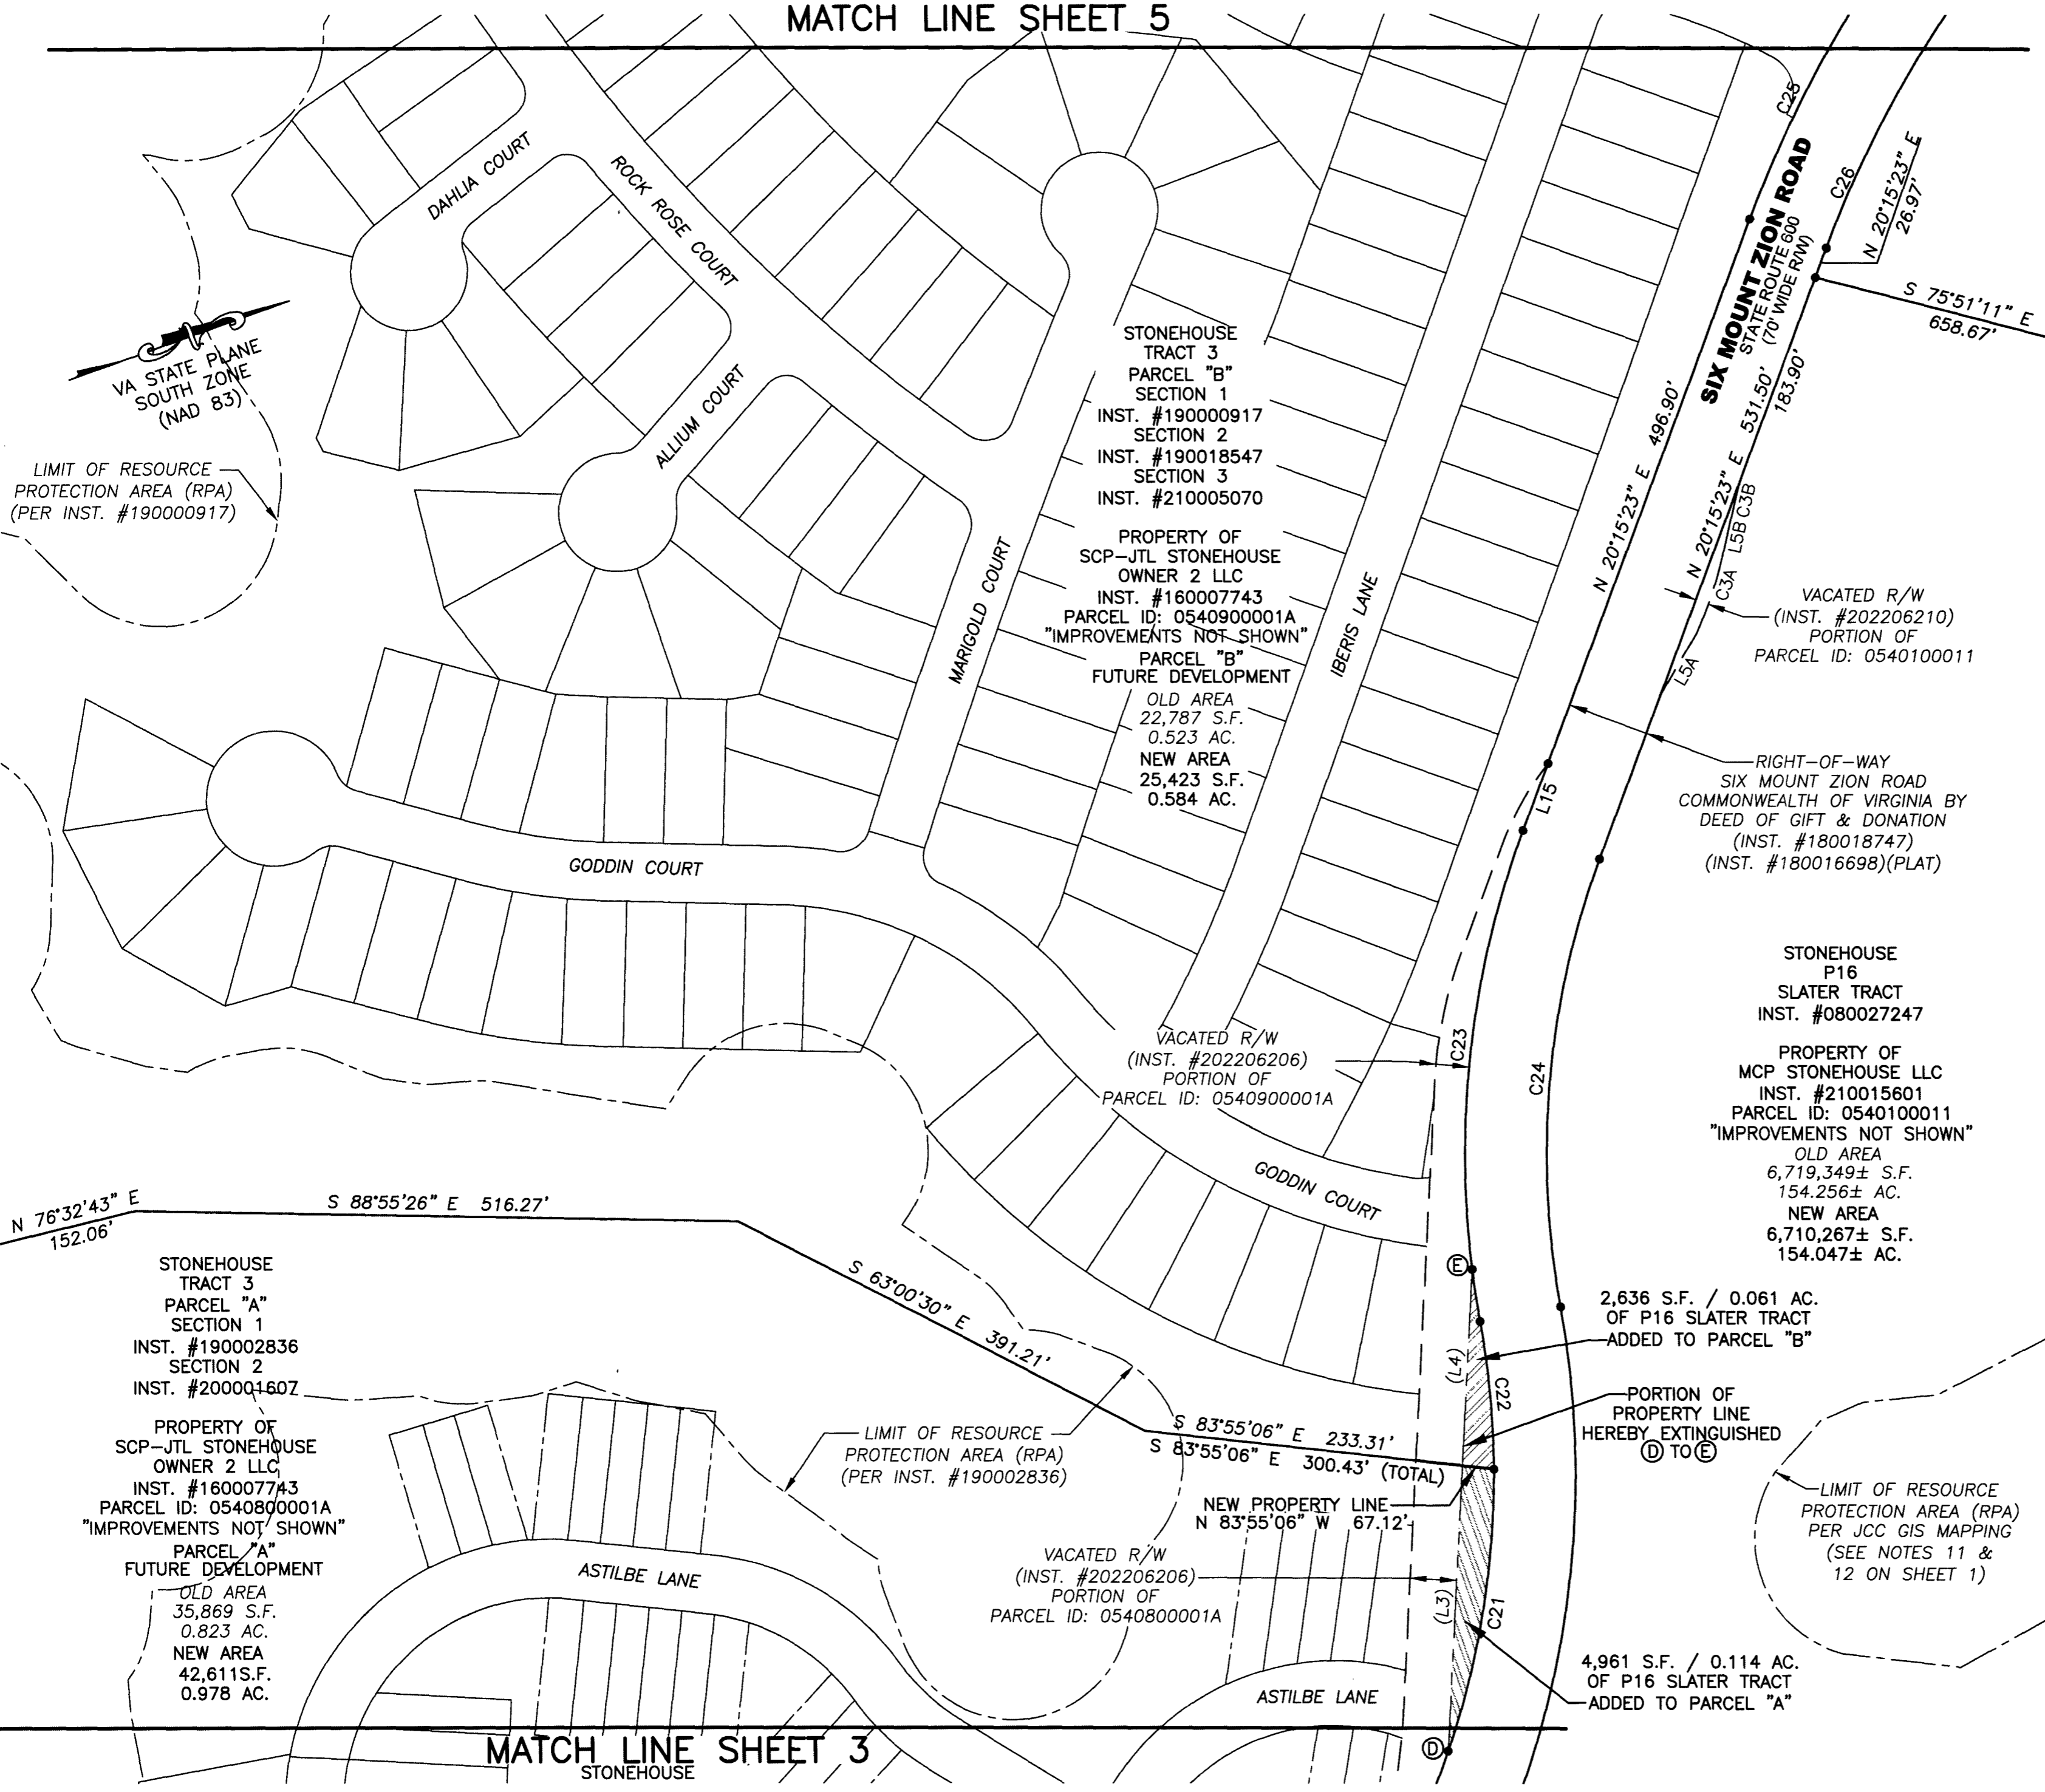 MATCH LINE SHEET 5
DAHLIA COURT
ROCK ROSE COURT
ALLIUM COURT
MARIGOLD COURT
IBERIS LANE
GODDIN COURT
GODDIN COURT
ASTILBE LANE
ASTILBE LANE
VA STATE PLANE
SOUTH ZONE
(NAD 83)
LIMIT OF RESOURCE
PROTECTION AREA (RPA)
(PER INST. #190000917)
STONEHOUSE
TRACT 3
PARCEL "B"
SECTION 1
INST. #190000917
SECTION 2
INST. #190018547
SECTION 3
INST. #210005070
PROPERTY OF
SCP-JTL STONEHOUSE
OWNER 2 LLC
INST. #160007743
PARCEL ID: 0540900001A
"IMPROVEMENTS NOT SHOWN"
PARCEL "B"
FUTURE DEVELOPMENT
OLD AREA
22,787 S.F.
0.523 AC.
NEW AREA
25,423 S.F.
0.584 AC.
C25
SIX MOUNT ZION ROAD
STATE ROUTE 600
(70' WIDE R/W)
C26
N 20°15'23" E
26.97'
S 75°51'11" E
658.67'
N 20°15'23" E 496.90'
N 20°15'23" E 531.50'
183.90'
C3A L5B C3B
L5A
L15
VACATED R/W
(INST. #202206210)
PORTION OF
PARCEL ID: 0540100011
RIGHT-OF-WAY
SIX MOUNT ZION ROAD
COMMONWEALTH OF VIRGINIA BY
DEED OF GIFT & DONATION
(INST. #180018747)
(INST. #180016698)(PLAT)
STONEHOUSE
P16
SLATER TRACT
INST. #080027247
PROPERTY OF
MCP STONEHOUSE LLC
INST. #210015601
PARCEL ID: 0540100011
"IMPROVEMENTS NOT SHOWN"
OLD AREA
6,719,349± S.F.
154.256± AC.
NEW AREA
6,710,267± S.F.
154.047± AC.
VACATED R/W
(INST. #202206206)
PORTION OF
PARCEL ID: 0540900001A
C23
C24
E
2,636 S.F. / 0.061 AC.
OF P16 SLATER TRACT
ADDED TO PARCEL "B"
(L4)
C22
PORTION OF
PROPERTY LINE
HEREBY EXTINGUISHED
D TO E
N 76°32'43" E
152.06'
S 88°55'26" E 516.27'
S 63°00'30" E 391.21'
S 83°55'06" E 233.31'
S 83°55'06" E 300.43' (TOTAL)
NEW PROPERTY LINE
N 83°55'06" W 67.12'
STONEHOUSE
TRACT 3
PARCEL "A"
SECTION 1
INST. #190002836
SECTION 2
INST. #200001607
PROPERTY OF
SCP-JTL STONEHOUSE
OWNER 2 LLC
INST. #160007743
PARCEL ID: 0540800001A
"IMPROVEMENTS NOT SHOWN"
PARCEL "A"
FUTURE DEVELOPMENT
OLD AREA
35,869 S.F.
0.823 AC.
NEW AREA
42,611S.F.
0.978 AC.
LIMIT OF RESOURCE
PROTECTION AREA (RPA)
(PER INST. #190002836)
VACATED R/W
(INST. #202206206)
PORTION OF
PARCEL ID: 0540800001A
(L3)
C21
LIMIT OF RESOURCE
PROTECTION AREA (RPA)
PER JCC GIS MAPPING
(SEE NOTES 11 &
12 ON SHEET 1)
4,961 S.F. / 0.114 AC.
OF P16 SLATER TRACT
ADDED TO PARCEL "A"
D
MATCH LINE SHEET 3
STONEHOUSE